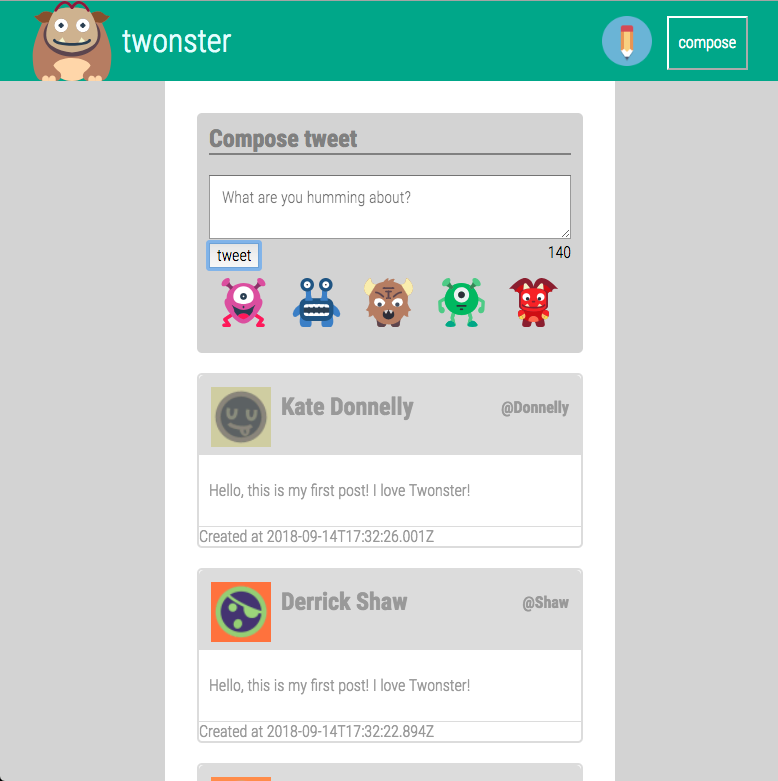 twonster
compose
Compose tweet
What are you humming about?
tweet
140
Kate Donnelly
@Donnelly
Hello, this is my first post! I love Twonster!
Created at 2018-09-14T17:32:26.001Z
Derrick Shaw
@Shaw
Hello, this is my first post! I love Twonster!
Created at 2018-09-14T17:32:22.894Z